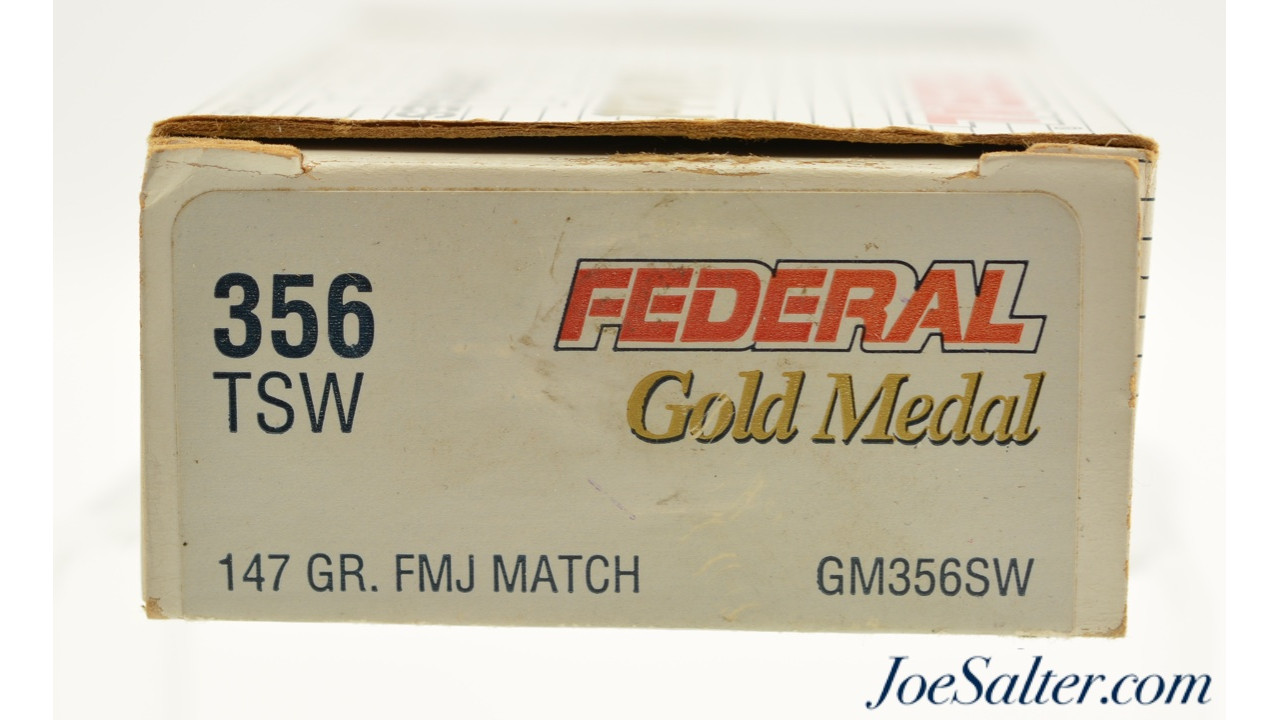 356
TSW
FEDERAL
Gold Medal
147 GR. FMJ MATCH
GM356SW
JoeSalter.com